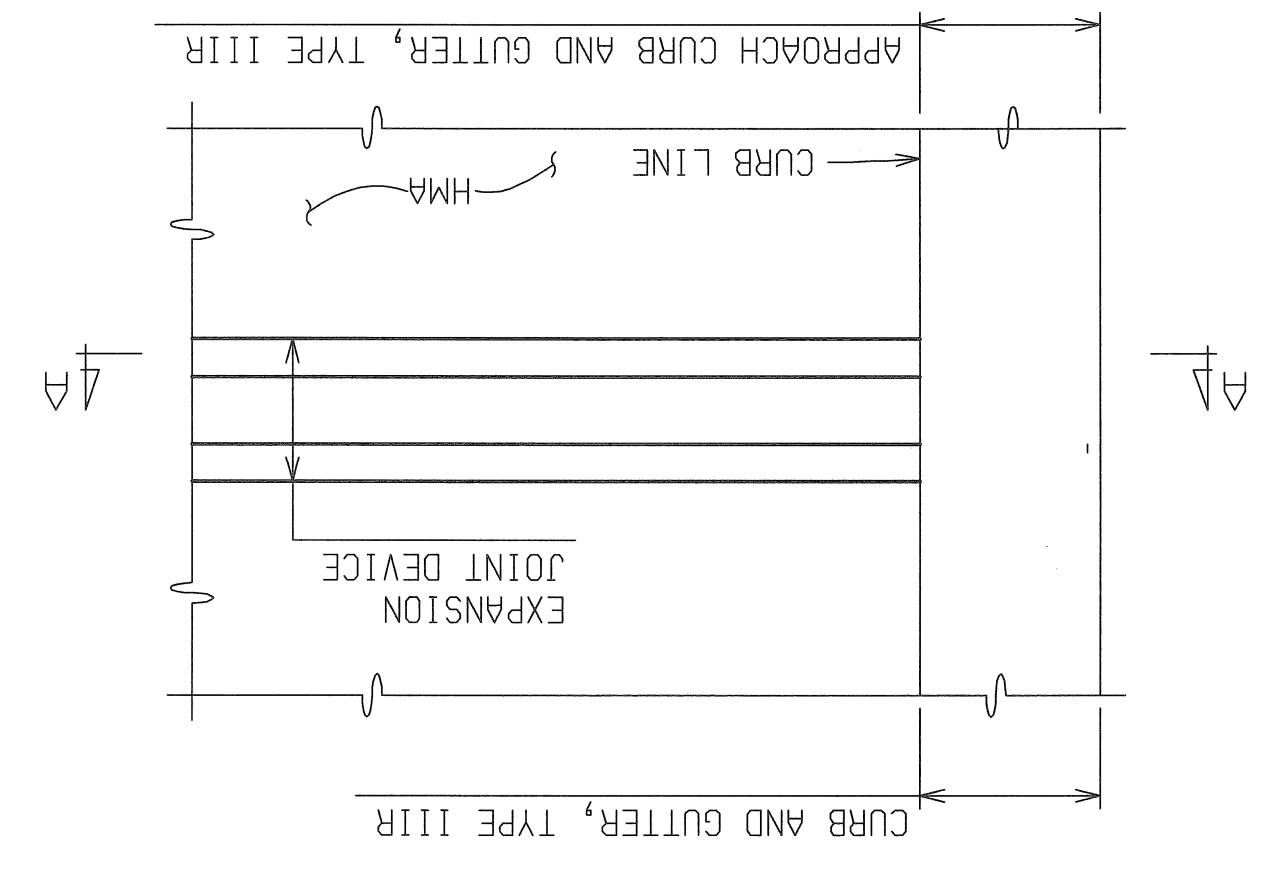 CURB AND GUTTER, TYPE IIIR
EXPANSION
JOINT DEVICE
A
A
HMA
CURB LINE
APPROACH CURB AND GUTTER, TYPE IIIR